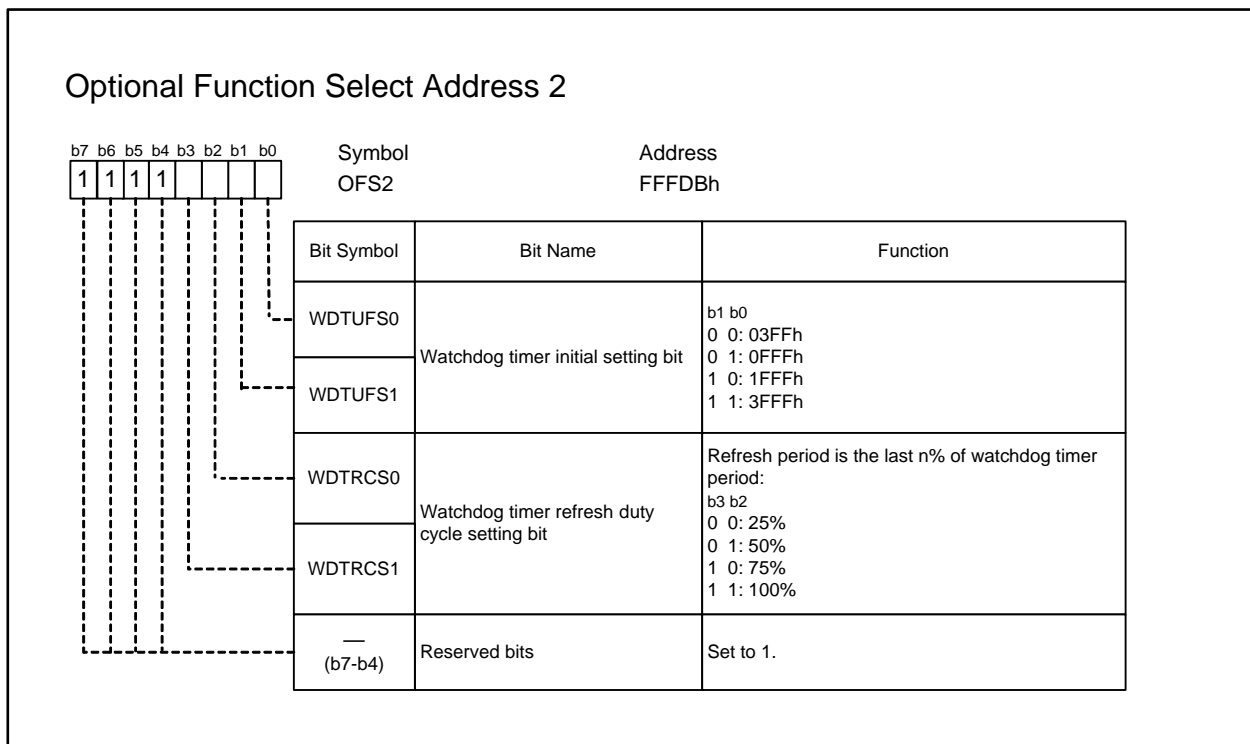 Optional Function Select Address 2
b7 b6 b5 b4 b3 b2 b1 b0
1 1 1 1
Symbol Address
OFS2 FFFDBh
Bit Symbol Bit Name Function
WDTUFS0
WDTUFS1
Watchdog timer initial setting bit
b1 b0
0 0: 03FFh
0 1: 0FFFh
1 0: 1FFFh
1 1: 3FFFh
WDTRCS0
WDTRCS1
Watchdog timer refresh duty
cycle setting bit
Refresh period is the last n% of watchdog timer
period:
b3 b2
0 0: 25%
0 1: 50%
1 0: 75%
1 1: 100%
—
(b7-b4)
Reserved bits
Set to 1.